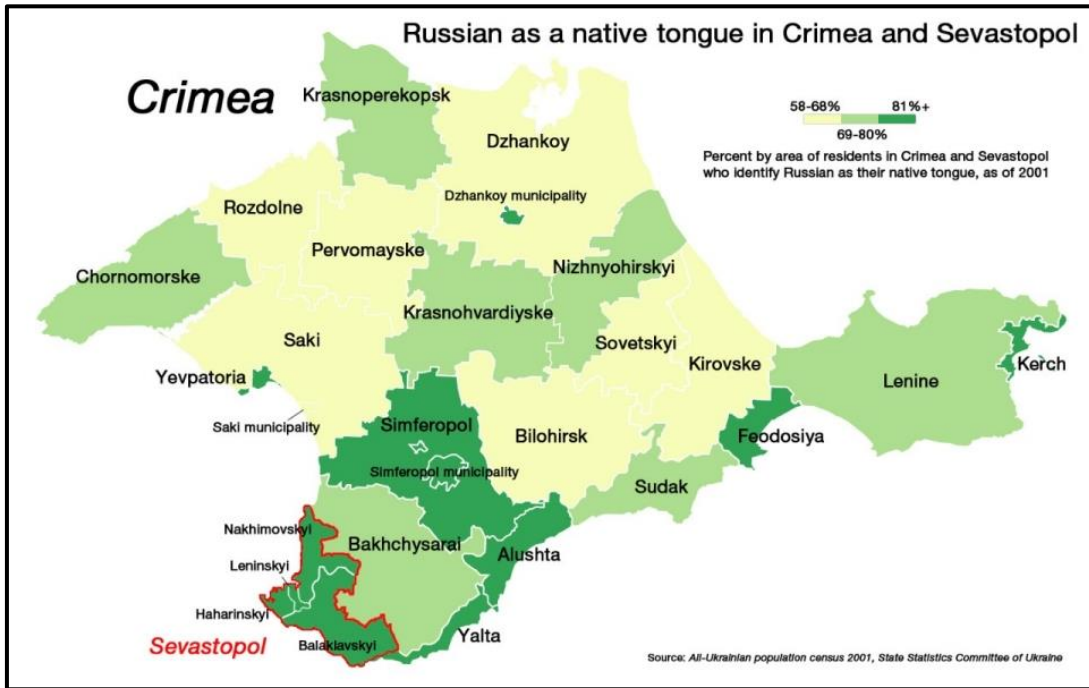 Russian as a native tongue in Crimea and Sevastopol
Crimea
58-68%
81%+
69-80%
Percent by area of residents in Crimea and Sevastopol
who identify Russian as their native tongue, as of 2001
Krasnoperekopsk
Dzhankoy
Dzhankoy municipality
Rozdolne
Pervomayske
Chornomorske
Nizhnyohirskyi
Krasnohvardiyske
Saki
Sovetskyi
Kirovske
Lenine
Kerch
Yevpatoria
Saki municipality
Simferopol
Bilohirsk
Feodosiya
Simferopol municipality
Sudak
Nakhimovskyi
Bakhchysarai
Alushta
Leninskyi
Haharinskyi
Sevastopol
Balaklavskyi
Yalta
Source: All-Ukrainian population census 2001, State Statistics Committee of Ukraine